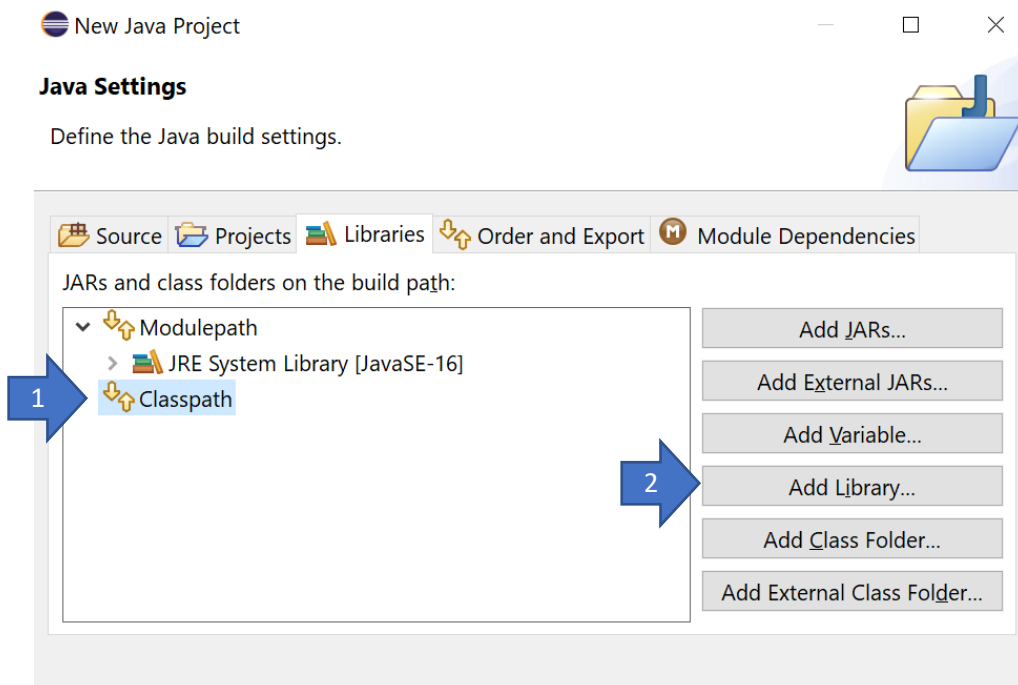 New Java Project
Java Settings
Define the Java build settings.
Source Projects Libraries Order and Export M Module Dependencies
JARs and class folders on the build path:
Modulepath
JRE System Library [JavaSE-16]
1
Classpath
Add JARs...
Add External JARs...
Add Variable...
2
Add Library...
Add Class Folder...
Add External Class Folder...